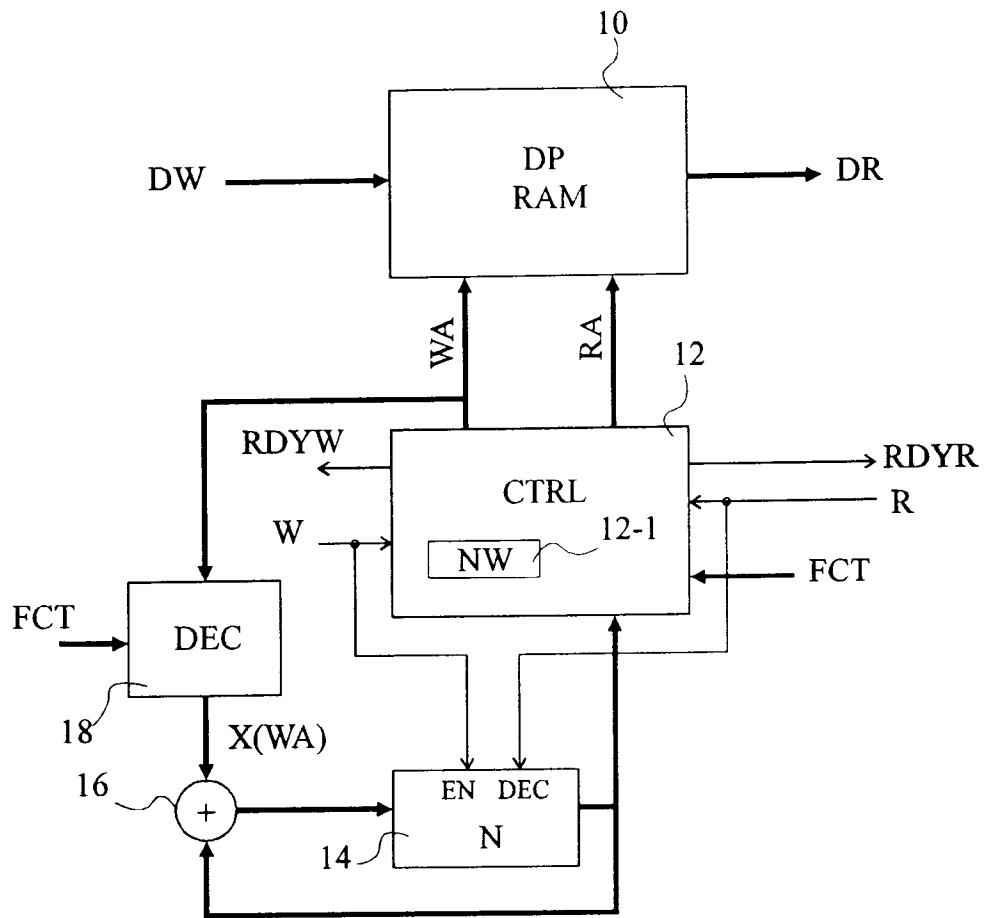 10
DP
RAM
DW
DR
WA
RA
12
RDYW
RDYR
CTRL
R
W
12-1
NW
FCT
FCT
DEC
18
X(WA)
16
+
EN DEC
N
14